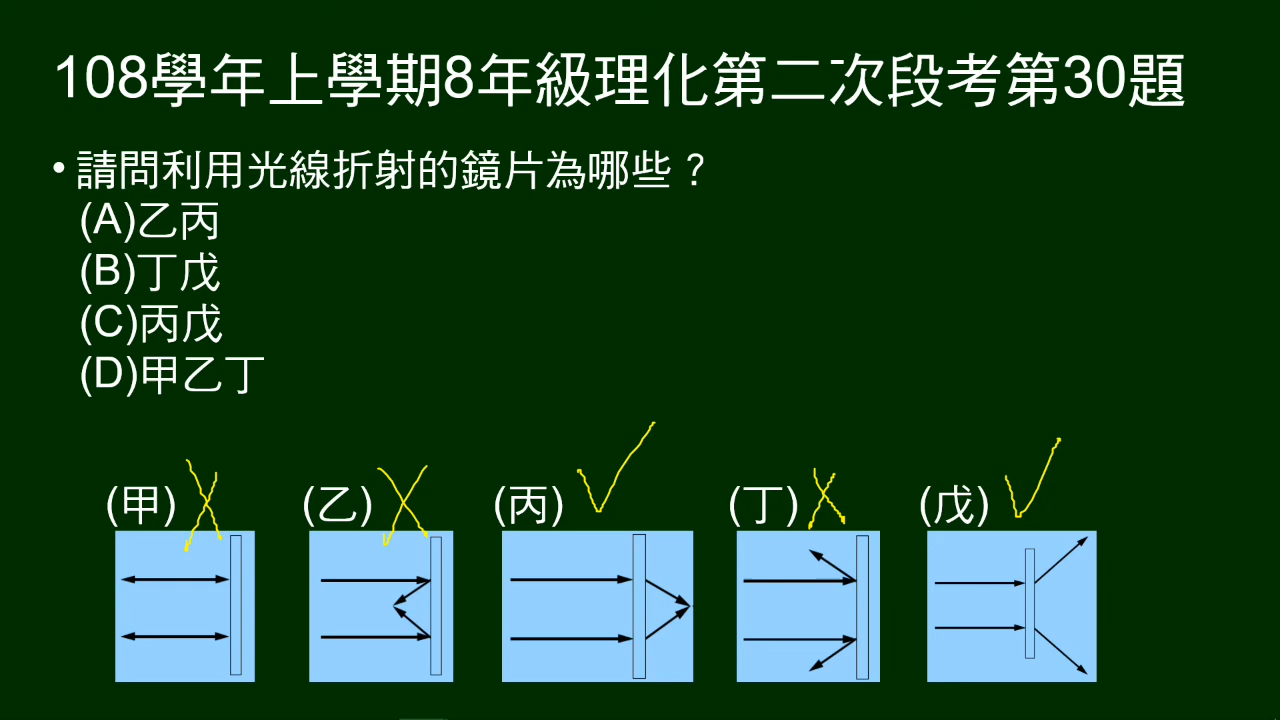 108學年上學期8年級理化第二次段考第30題
• 請問利用光線折射的鏡片為哪些？
(A)乙丙
(B)丁戊
(C)丙戊
(D)甲乙丁
(甲) (乙) (丙) (丁) (戊)